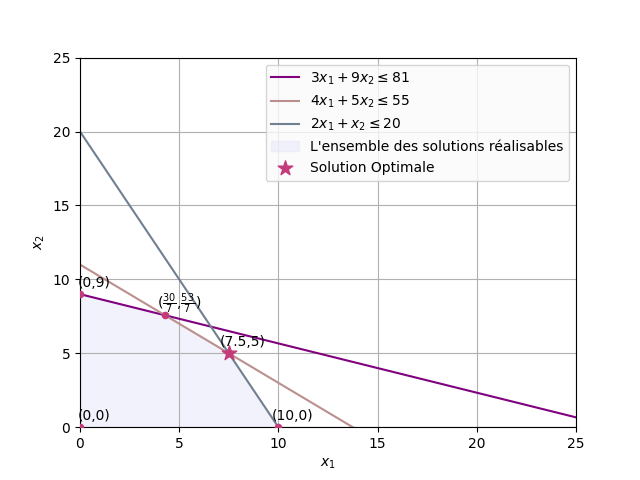 25
20
15
10
5
0
x₂
3x₁ + 9x₂ ≤ 81
4x₁ + 5x₂ ≤ 55
2x₁ + x₂ ≤ 20
L'ensemble des solutions réalisables
Solution Optimale
(0,9)
(30/7,53/7)
(7.5,5)
(0,0)
(10,0)
0 5 10 15 20 25
x₁